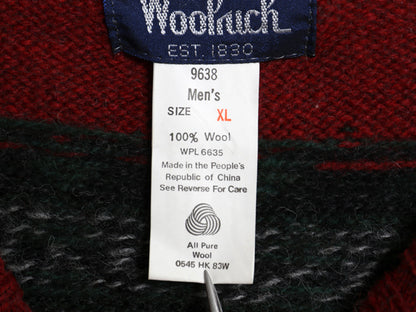 Woolrich
EST. 1830
9638
Men's
SIZE XL
100% Wool
WPL 6635
Made in the People's
Republic of China
See Reverse For Care
All Pure
Wool
0545 HK 83W